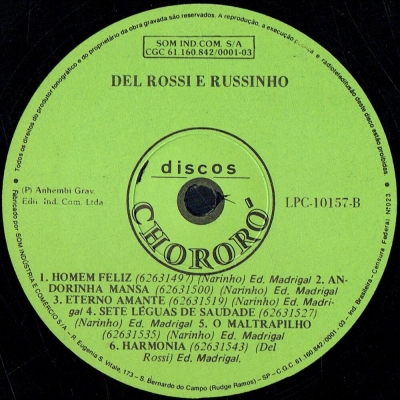 SOM IND. COM. S/A
CGC 61.160.842/0001-03
DEL ROSSI E RUSSINHO
discos
CHORORÓ
(P) Anhembi Grav.
Edit. Ind. Com. Ltda
LPC-10157-B
1. HOMEM FELIZ (62631497) (Narinho) Ed. Madrigal 2. AN-
DORINHA MANSA (62631500) (Narinho) Ed. Madrigal
3. ETERNO AMANTE (62631519) (Narinho) Ed. Madri-
gal 4. SETE LÉGUAS DE SAUDADE (62631527)
(Narinho) Ed. Madrigal 5. O MALTRAPILHO
(62631535) (Narinho) Ed. Madrigal
6. HARMONIA (62631543) (Del
Rossi) Ed. Madrigal.
Todos os direitos do produtor fonográfico e do proprietário da obra gravada são reservados. A reprodução, a execução pública e radioteledifusão deste disco estão proibidas.
Fabricado por SOM INDÚSTRIA E COMÉRCIO S/A - R. Eugenia S. Vitale, 173 - S. Bernardo do Campo (Rudge Ramos) - SP - C.G.C. 61.160.842/0001-03 - Ind. Brasileira - Censura Federal Nº023